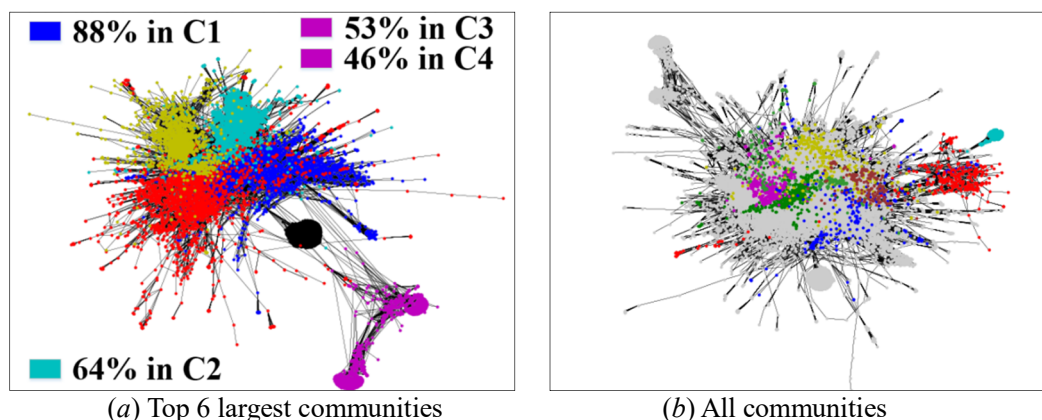 88% in C1
53% in C3
46% in C4
64% in C2
(a) Top 6 largest communities
(b) All communities